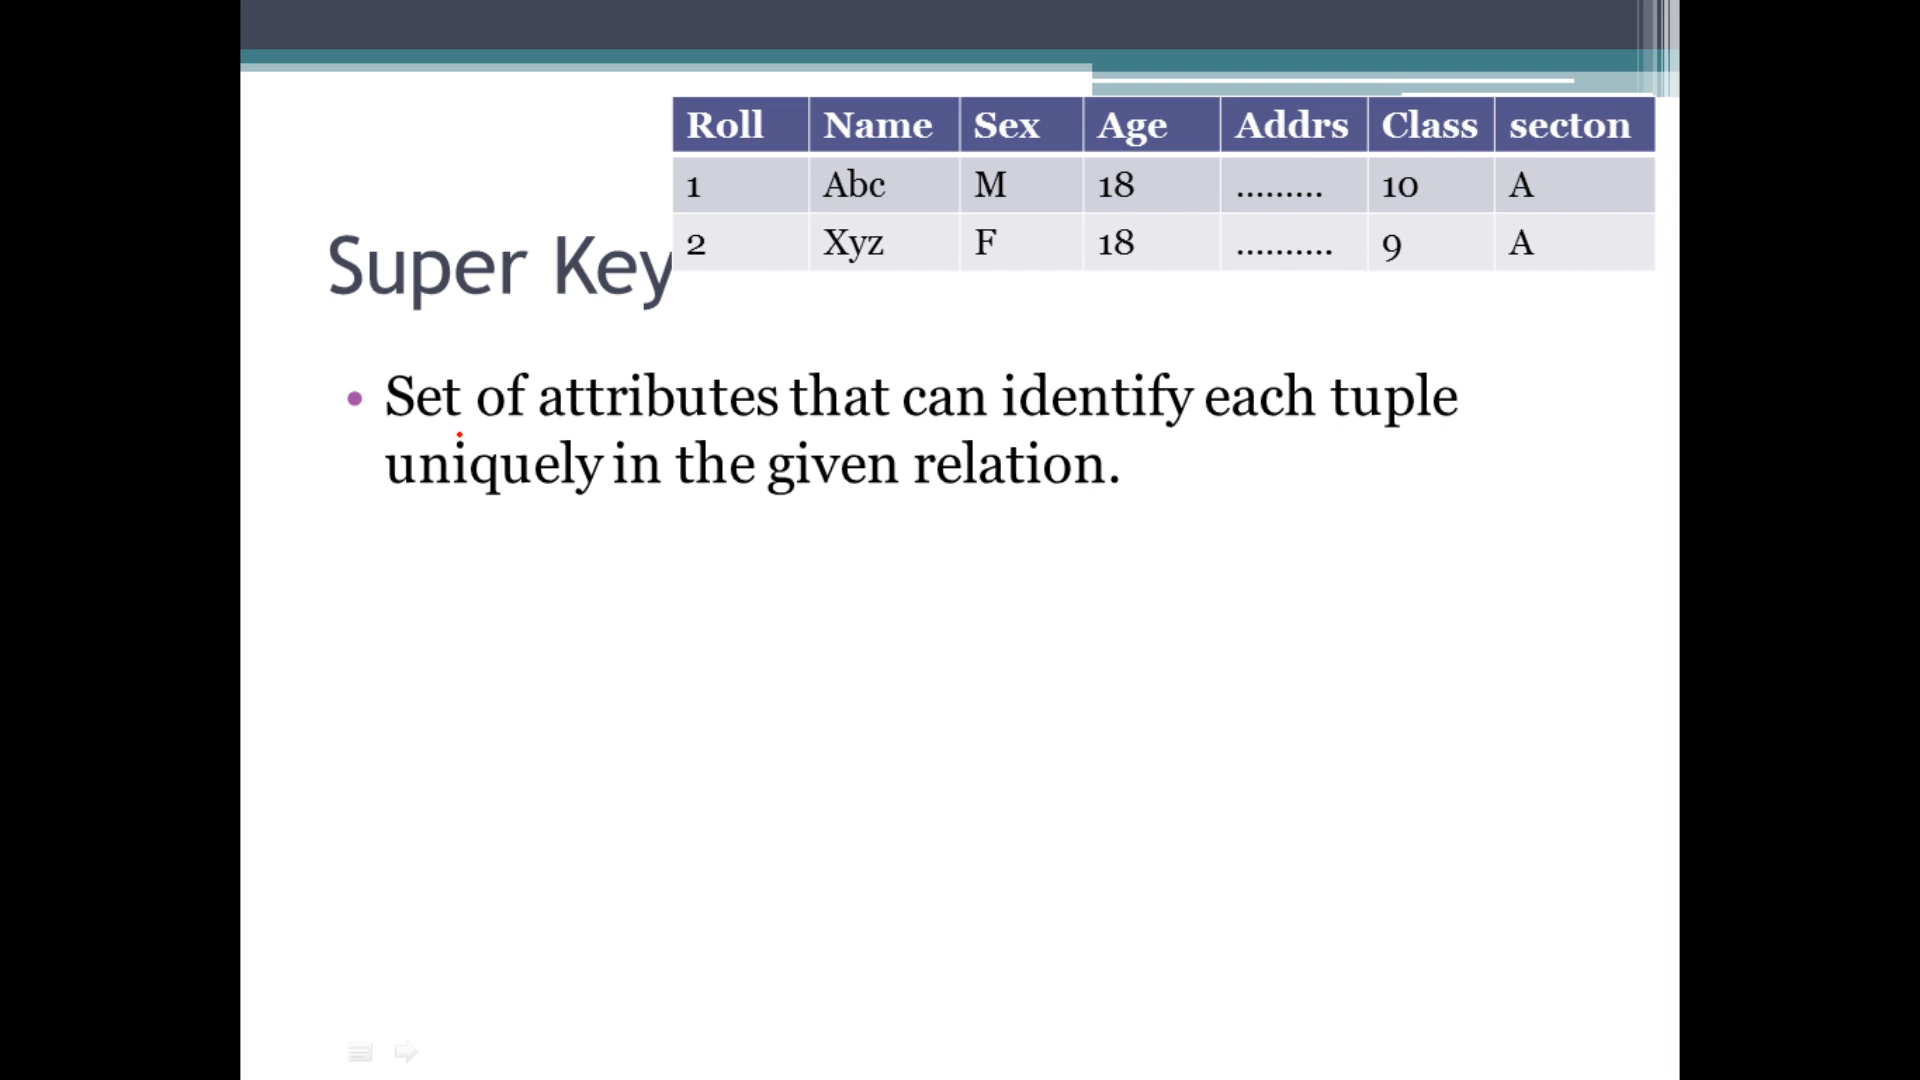 Roll Name Sex Age Addrs Class secton
1 Abc M 18 ......... 10 A
2 Xyz F 18 .......... 9 A
Super Key
• Set of attributes that can identify each tuple
uniquely in the given relation.